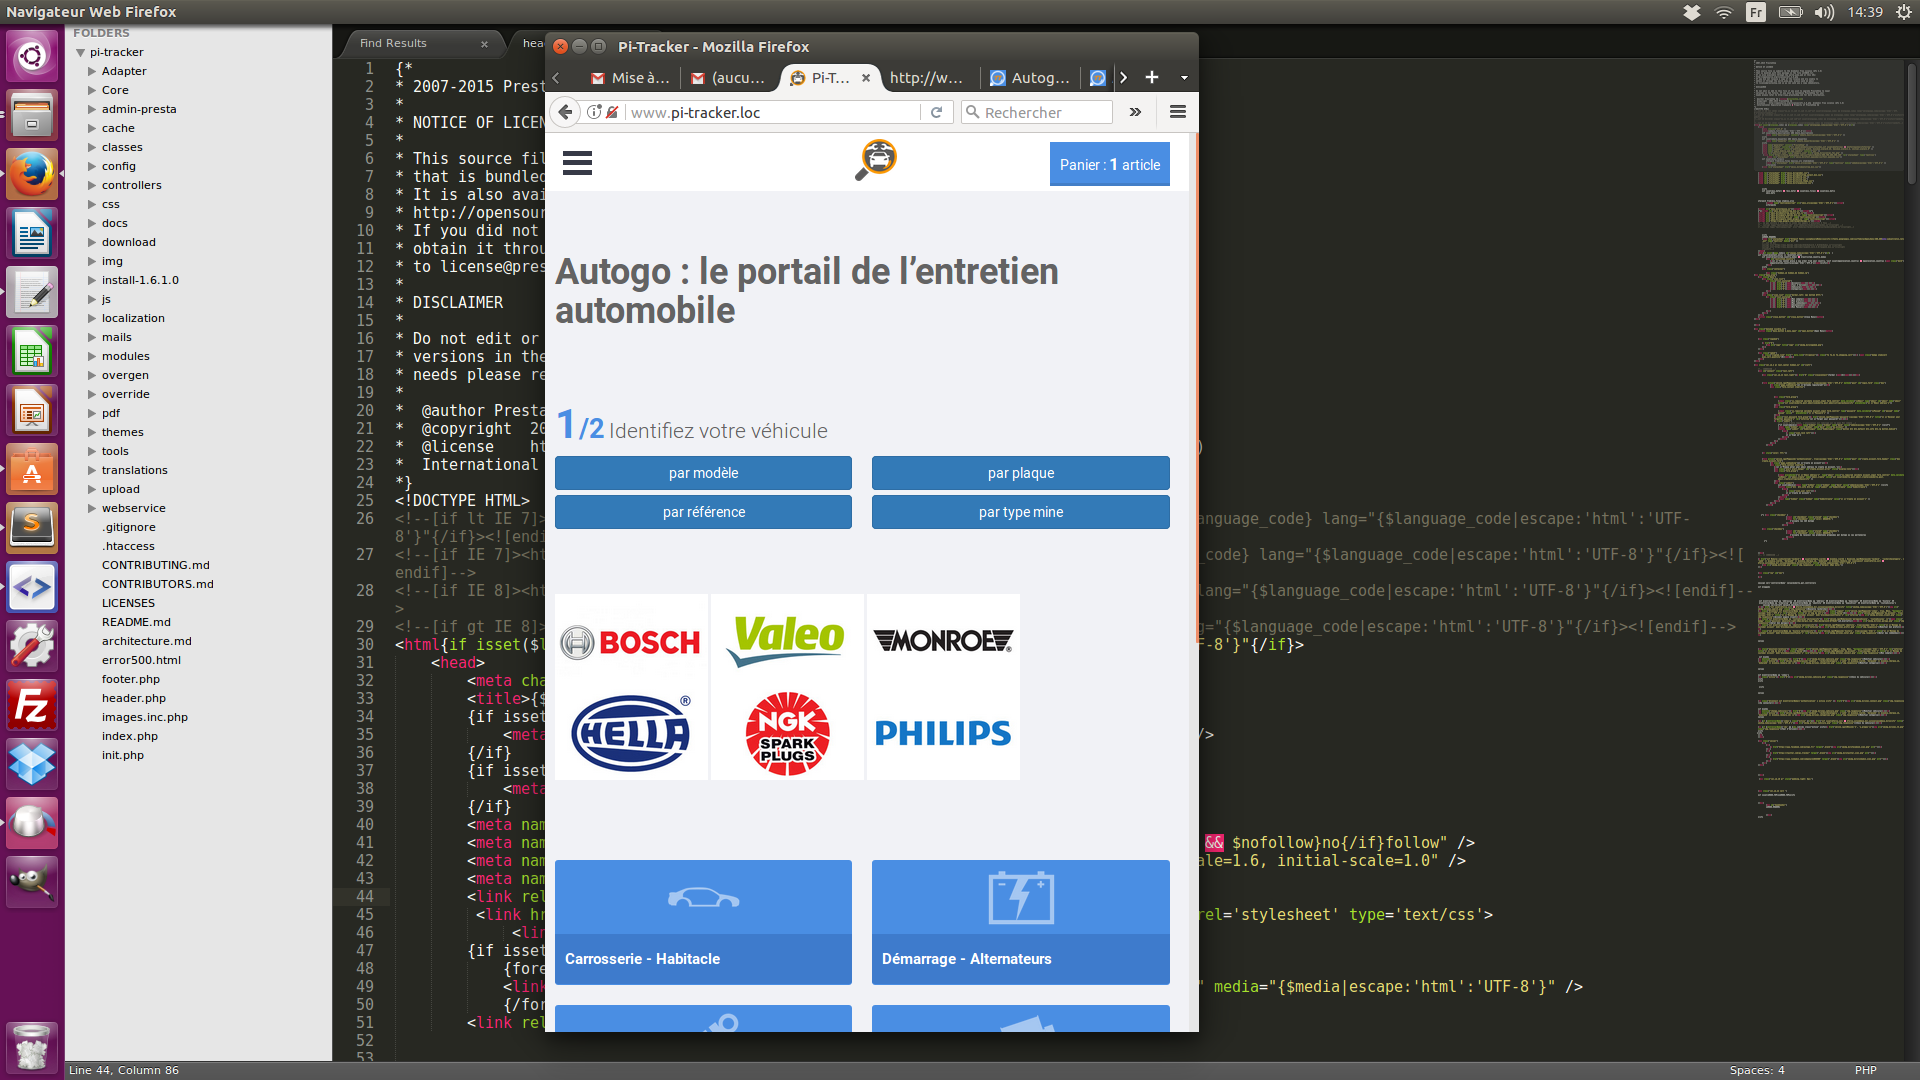 Navigateur Web Firefox
Fr
14:39
FOLDERS
pi-tracker
Adapter
Core
admin-presta
cache
classes
config
controllers
css
docs
download
img
install-1.6.1.0
js
localization
mails
modules
overgen
override
pdf
themes
tools
translations
upload
webservice
.gitignore
.htaccess
CONTRIBUTING.md
CONTRIBUTORS.md
LICENSES
README.md
architecture.md
error500.html
footer.php
header.php
images.inc.php
index.php
init.php
Find Results
hea
1 {*
2 * 2007-2015 Prest
3 *
4 * NOTICE OF LICEN
5 *
6 * This source fil
7 * that is bundled
8 * It is also avai
9 * http://opensour
10 * If you did not
11 * obtain it throu
12 * to license@pres
13 *
14 * DISCLAIMER
15 *
16 * Do not edit or
17 * versions in the
18 * needs please re
19 *
20 * @author Presta
21 * @copyright 20
22 * @license ht )
23 * International
24 *}
25 <!DOCTYPE HTML>
26 <!--[if lt IE 7]> anguage_code} lang="{$language_code|escape:'html':'UTF-
8'}"{/if}><![endi
27 <!--[if IE 7]><ht _code} lang="{$language_code|escape:'html':'UTF-8'}"{/if}><![
endif]-->
28 <!--[if IE 8]><ht lang="{$language_code|escape:'html':'UTF-8'}"{/if}><![endif]--
>
29 <!--[if gt IE 8]> g="{$language_code|escape:'html':'UTF-8'}"{/if}><![endif]-->
30 <html{if isset($l F-8'}"{/if}>
31 <head>
32 <meta cha
33 <title>{$
34 {if isset
35 <meta />
36 {/if}
37 {if isset
38 <meta
39 {/if}
40 <meta nam
41 <meta nam && $nofollow}no{/if}follow" />
42 <meta nam ale=1.6, initial-scale=1.0" />
43 <meta nam
44 <link rel
45 <link hr rel='stylesheet' type='text/css'>
46 <lin
47 {if isset
48 {fore
49 <link " media="{$media|escape:'html':'UTF-8'}" />
50 {/for
51 <link rel
52
53
Pi-Tracker - Mozilla Firefox
Mise à...
(aucu...
Pi-T...
http://w...
Autog...
www.pi-tracker.loc
Rechercher
Panier : 1 article
Autogo : le portail de l’entretien
automobile
1/2 Identifiez votre véhicule
par modèle
par plaque
par référence
par type mine
BOSCH
Valeo
MONROE®
HELLA®
NGK
SPARK
PLUGS
PHILIPS
Carrosserie - Habitacle
Démarrage - Alternateurs
Line 44, Column 86
Spaces: 4
PHP